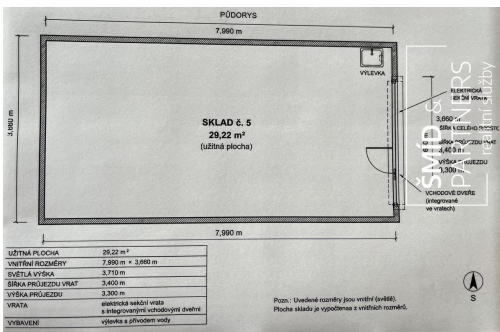 PŮDORYS
7,990 m
VÝLEVKA
ELEKTRICKÁ
SEKČNÍ VRATA
3,660 m
3,660 m
ŠÍŘKA CELÉHO
3,400 m
VÝŠKA PRŮJEZDU
3,300 m
VCHODOVÉ DVEŘE
(integrované
ve vratech)
SKLAD č. 5
29,22 m²
(užitná plocha)
ŠMÍD &
PARTNERS
realitní služby
7,990 m
UŽITNÁ PLOCHA 29,22 m²
VNITŘNÍ ROZMĚRY 7,990 m × 3,660 m
SVĚTLÁ VÝŠKA 3,710 m
ŠÍŘKA PRŮJEZDU VRAT 3,400 m
VÝŠKA PRŮJEZDU 3,300 m
VRATA elektrická sekční vrata
s integrovanými vchodovými dveřmi
VYBAVENÍ výlevka s přívodem vody
Pozn.: Uvedené rozměry jsou vnitřní (světlé).
Plocha skladu je vypočtena z vnitřních rozměrů.
S